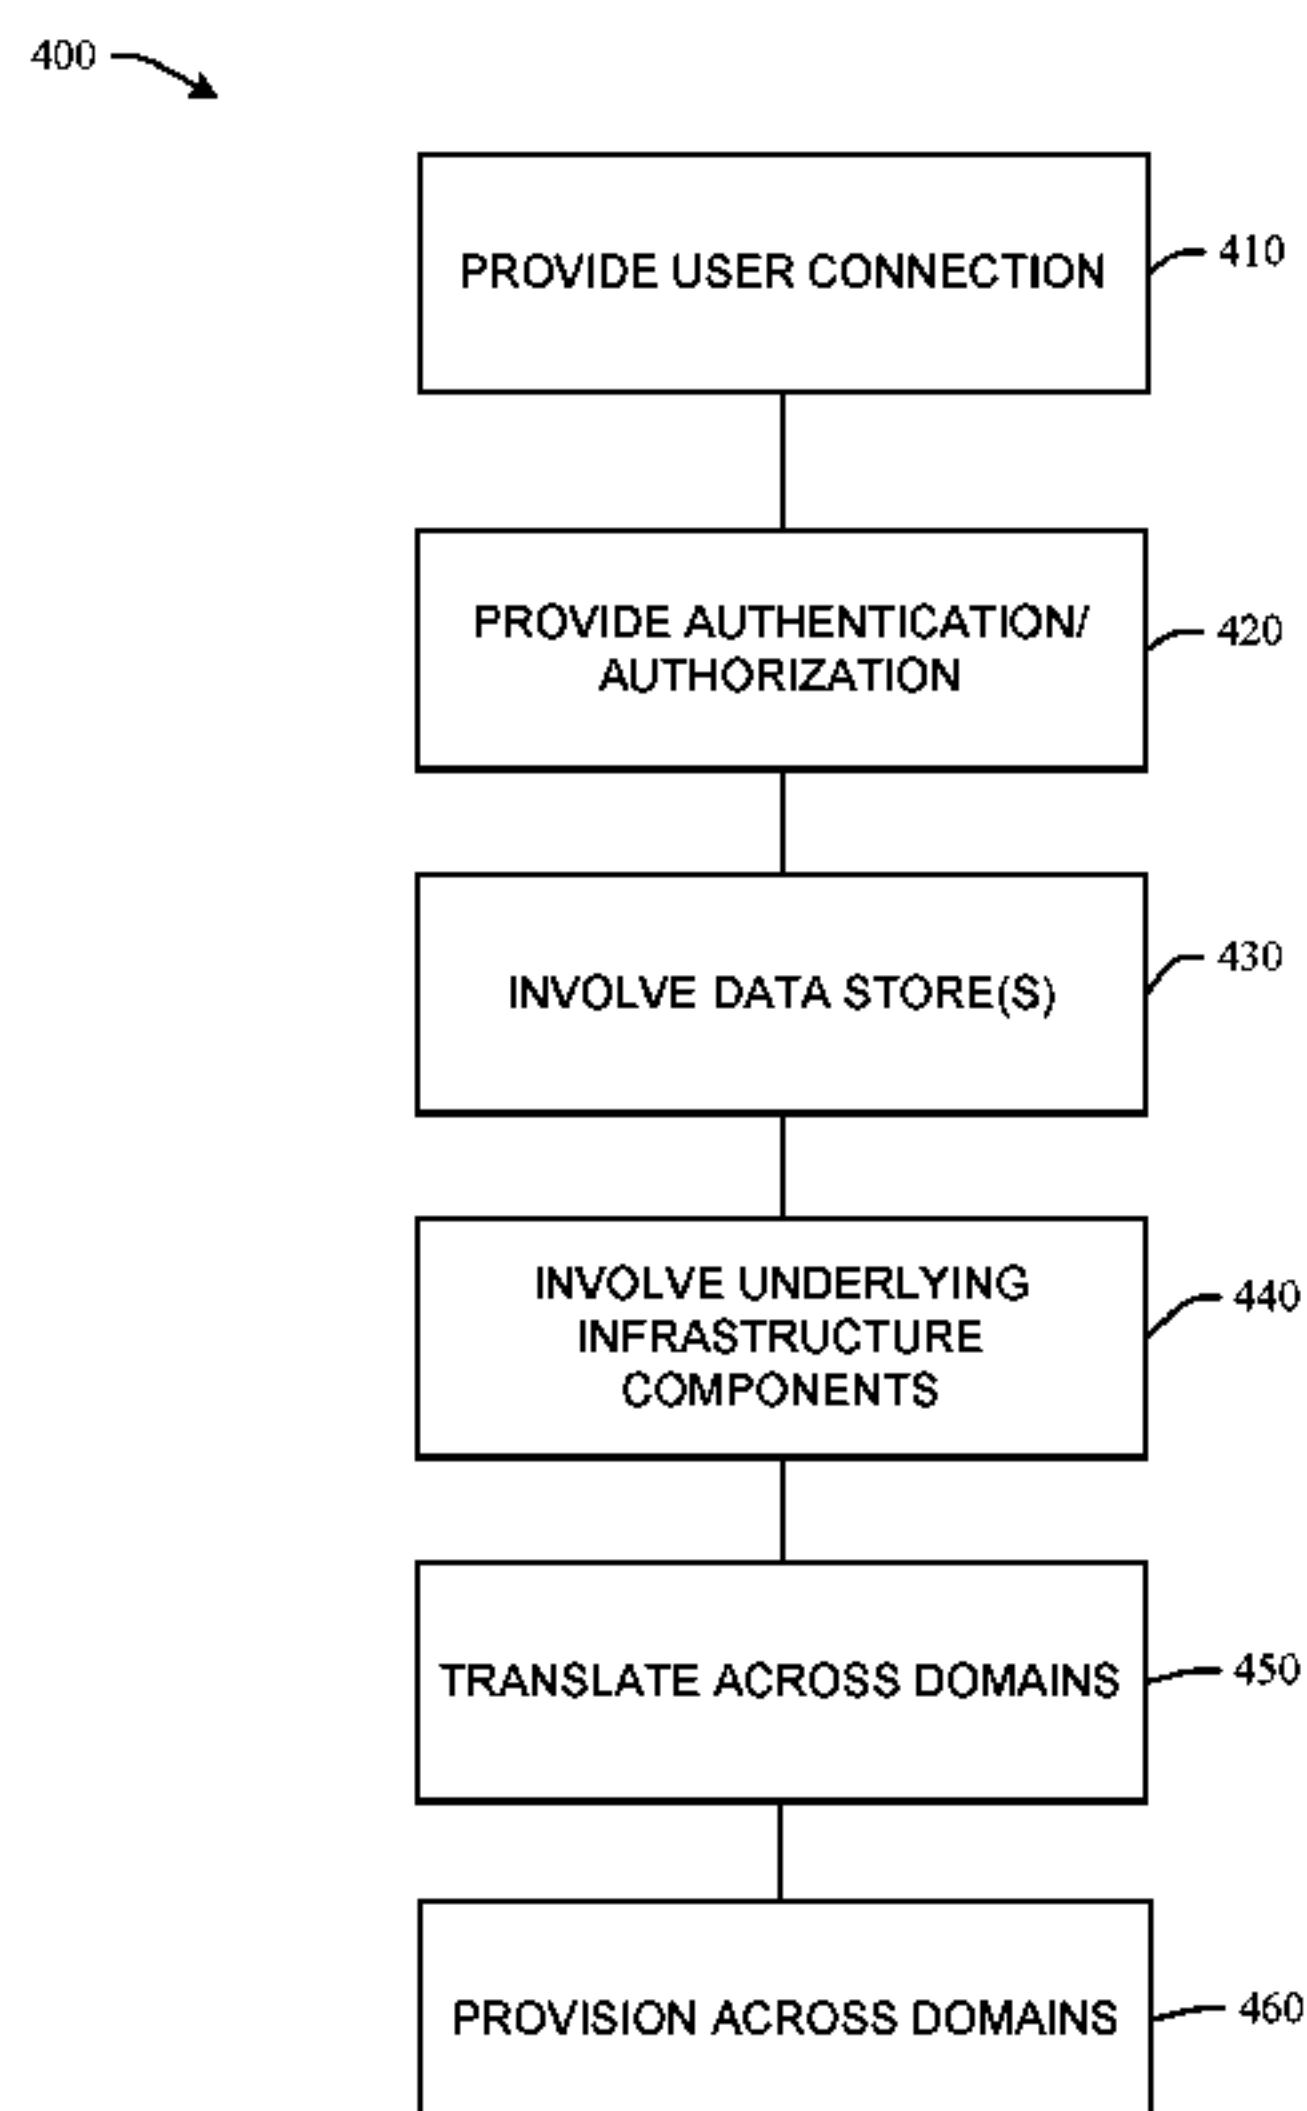 400
PROVIDE USER CONNECTION
410
PROVIDE AUTHENTICATION/
AUTHORIZATION
420
INVOLVE DATA STORE(S)
430
INVOLVE UNDERLYING
INFRASTRUCTURE
COMPONENTS
440
TRANSLATE ACROSS DOMAINS
450
PROVISION ACROSS DOMAINS
460